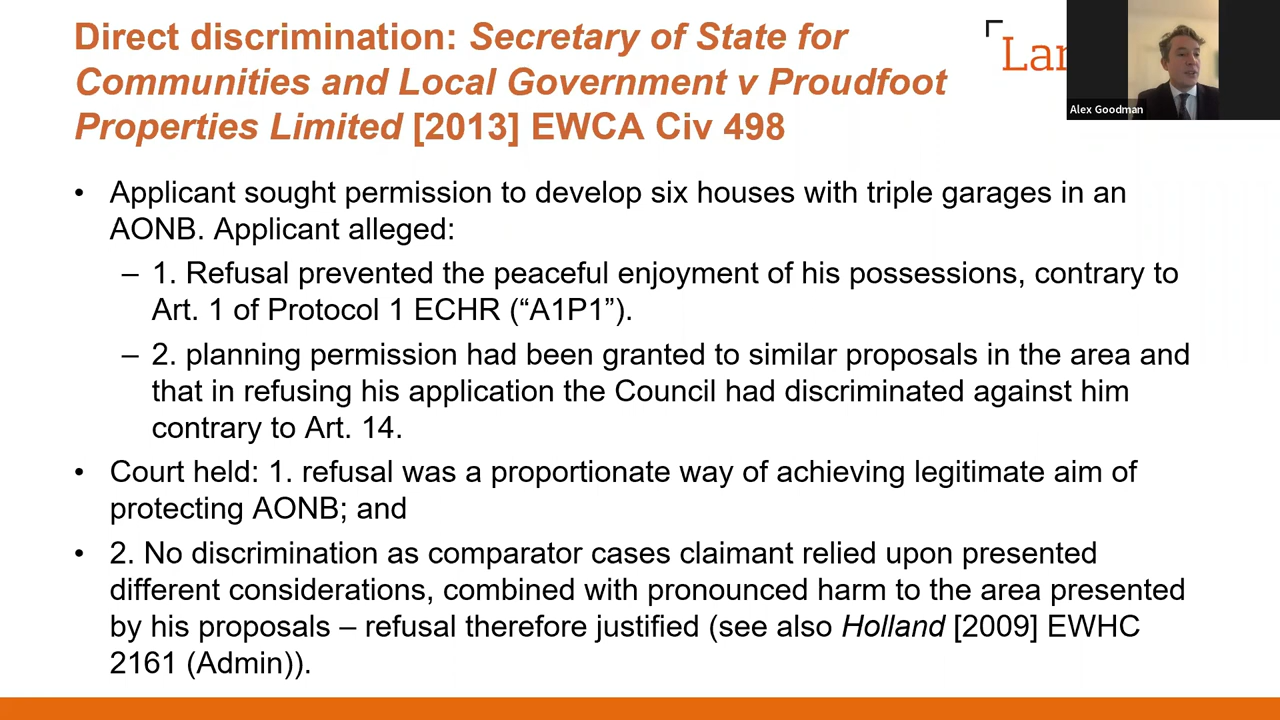 Direct discrimination: Secretary of State for
Communities and Local Government v Proudfoot
Properties Limited [2013] EWCA Civ 498
Alex Goodman
• Applicant sought permission to develop six houses with triple garages in an
AONB. Applicant alleged:
– 1. Refusal prevented the peaceful enjoyment of his possessions, contrary to
Art. 1 of Protocol 1 ECHR (“A1P1”).
– 2. planning permission had been granted to similar proposals in the area and
that in refusing his application the Council had discriminated against him
contrary to Art. 14.
• Court held: 1. refusal was a proportionate way of achieving legitimate aim of
protecting AONB; and
• 2. No discrimination as comparator cases claimant relied upon presented
different considerations, combined with pronounced harm to the area presented
by his proposals – refusal therefore justified (see also Holland [2009] EWHC
2161 (Admin)).